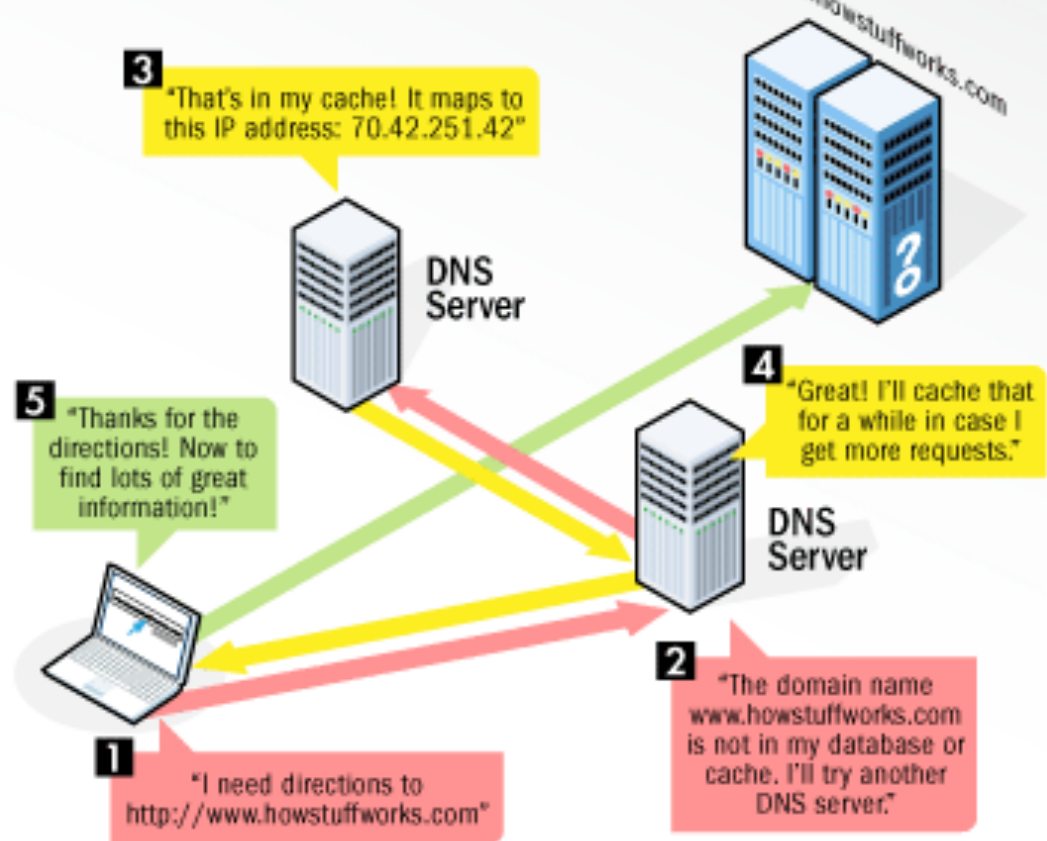 howstuffworks.com
3
"That's in my cache! It maps to
this IP address: 70.42.251.42"
DNS
Server
4
"Great! I'll cache that
for a while in case I
get more requests."
5
"Thanks for the
directions! Now to
find lots of great
information!"
DNS
Server
2
"The domain name
www.howstuffworks.com
is not in my database or
cache. I'll try another
DNS server."
1
"I need directions to
http://www.howstuffworks.com"
?